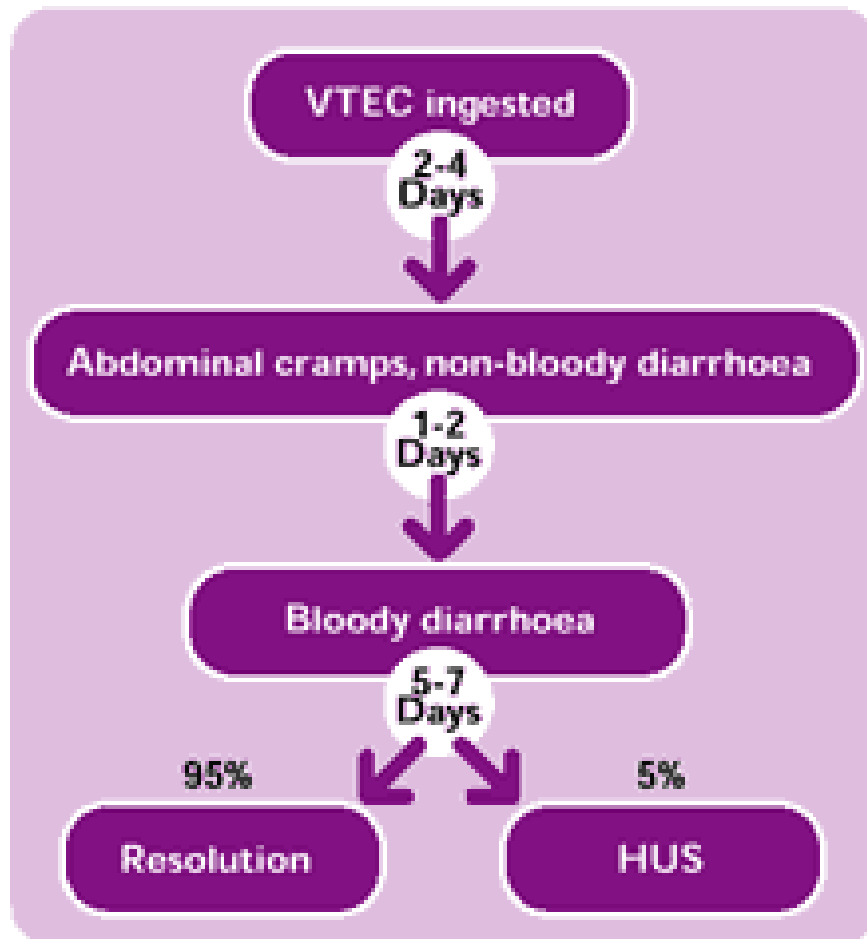 VTEC ingested
2-4
Days
Abdominal cramps, non-bloody diarrhoea
1-2
Days
Bloody diarrhoea
5-7
Days
95%
5%
Resolution
HUS